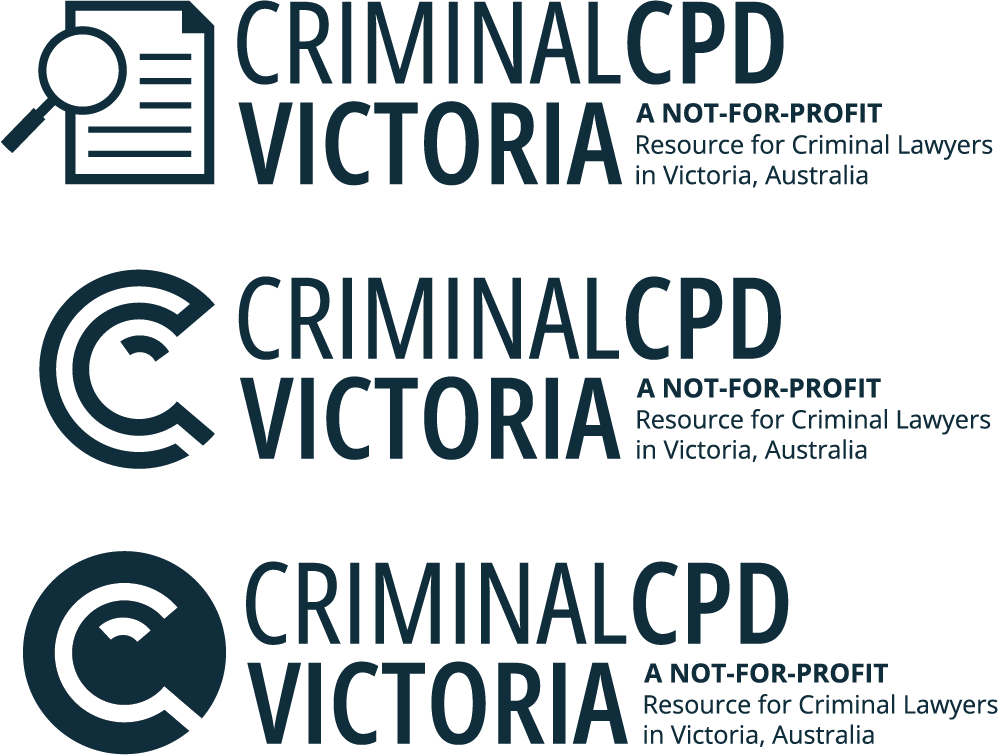 CRIMINALCPD
VICTORIA
A NOT-FOR-PROFIT
Resource for Criminal Lawyers
in Victoria, Australia
CRIMINALCPD
VICTORIA
A NOT-FOR-PROFIT
Resource for Criminal Lawyers
in Victoria, Australia
CRIMINALCPD
VICTORIA
A NOT-FOR-PROFIT
Resource for Criminal Lawyers
in Victoria, Australia